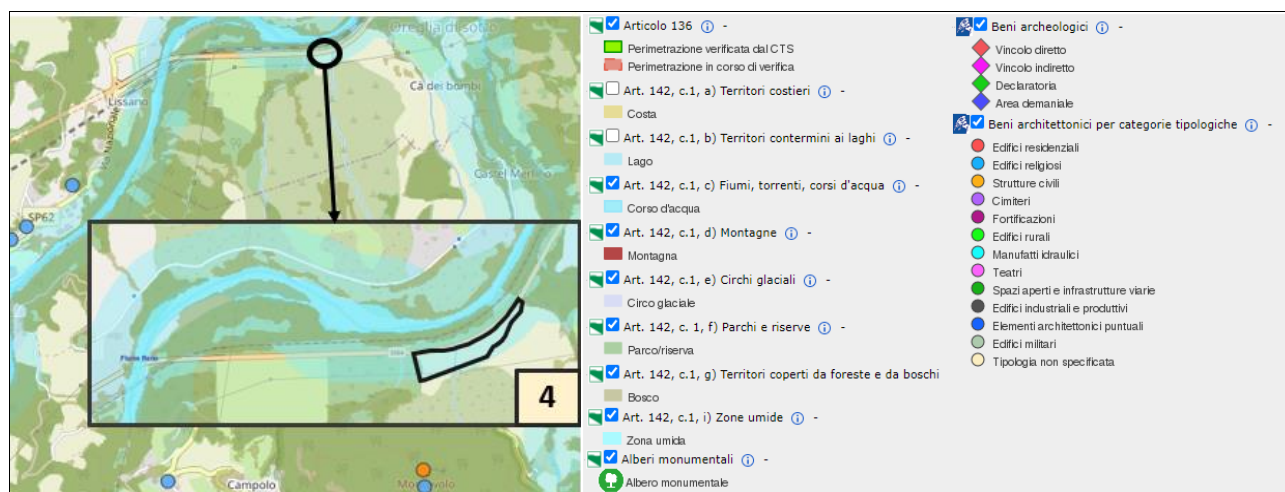 Oreglia di sotto
Lissano
Cà dei bombi
Castel Merlino
SP62
Fiume Reno
4
Campolo
Articolo 136 -
Perimetrazione verificata dal CTS
Perimetrazione in corso di verifica
Art. 142, c.1, a) Territori costieri -
Costa
Art. 142, c.1, b) Territori contermini ai laghi -
Lago
Art. 142, c.1, c) Fiumi, torrenti, corsi d'acqua -
Corso d'acqua
Art. 142, c.1, d) Montagne -
Montagna
Art. 142, c.1, e) Circhi glaciali -
Circo glaciale
Art. 142, c. 1, f) Parchi e riserve -
Parco/riserva
Art. 142, c.1, g) Territori coperti da foreste e da boschi
Bosco
Art. 142, c.1, i) Zone umide -
Zona umida
Alberi monumentali -
Albero monumentale
Beni archeologici -
Vincolo diretto
Vincolo indiretto
Declaratoria
Area demaniale
Beni architettonici per categorie tipologiche -
Edifici residenziali
Edifici religiosi
Strutture civili
Cimiteri
Fortificazioni
Edifici rurali
Manufatti idraulici
Teatri
Spazi aperti e infrastrutture viarie
Edifici industriali e produttivi
Elementi architettonici puntuali
Edifici militari
Tipologia non specificata